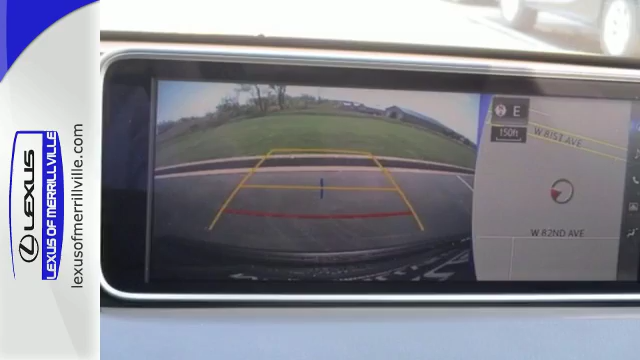 LEXUS
LEXUS OF MERRILLVILLE
lexusofmerrillville.com
E
150ft
W 81ST AVE
W 82ND AVE